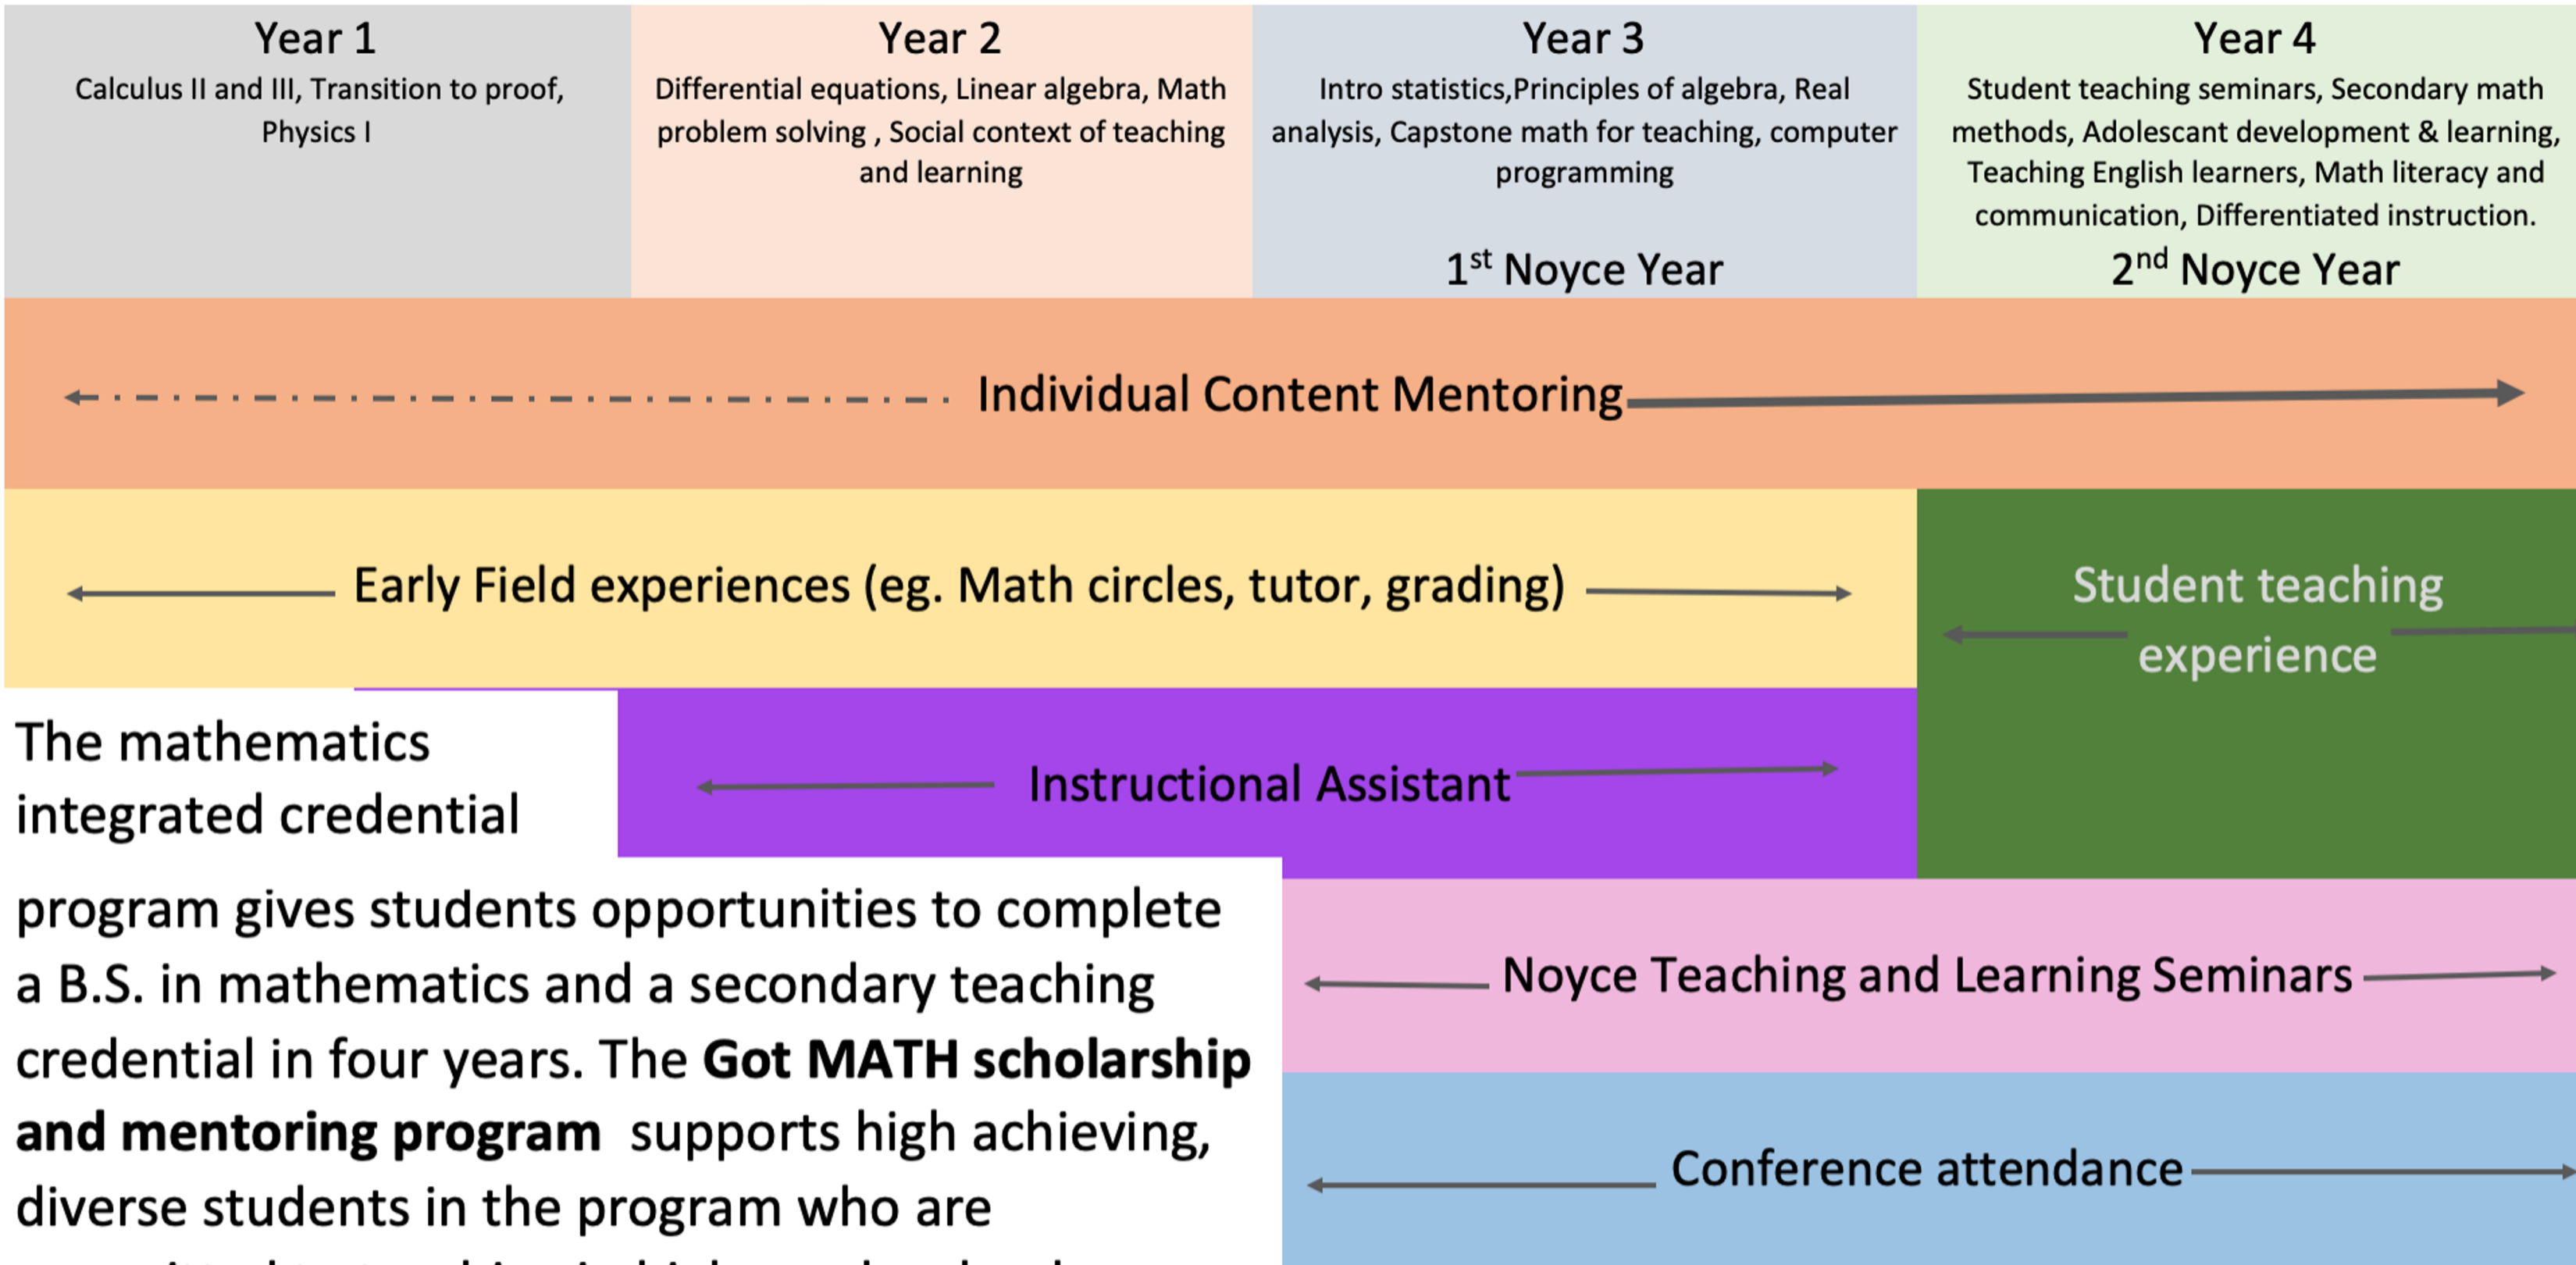 Year 1
Calculus II and III, Transition to proof,
Physics I
Year 2
Differential equations, Linear algebra, Math
problem solving , Social context of teaching
and learning
Year 3
Intro statistics,Principles of algebra, Real
analysis, Capstone math for teaching, computer
programming
1st Noyce Year
Year 4
Student teaching seminars, Secondary math
methods, Adolescant development & learning,
Teaching English learners, Math literacy and
communication, Differentiated instruction.
2nd Noyce Year
Individual Content Mentoring
Early Field experiences (eg. Math circles, tutor, grading)
Student teaching
experience
Instructional Assistant
Noyce Teaching and Learning Seminars
Conference attendance
The mathematics
integrated credential
program gives students opportunities to complete
a B.S. in mathematics and a secondary teaching
credential in four years. The Got MATH scholarship
and mentoring program supports high achieving,
diverse students in the program who are